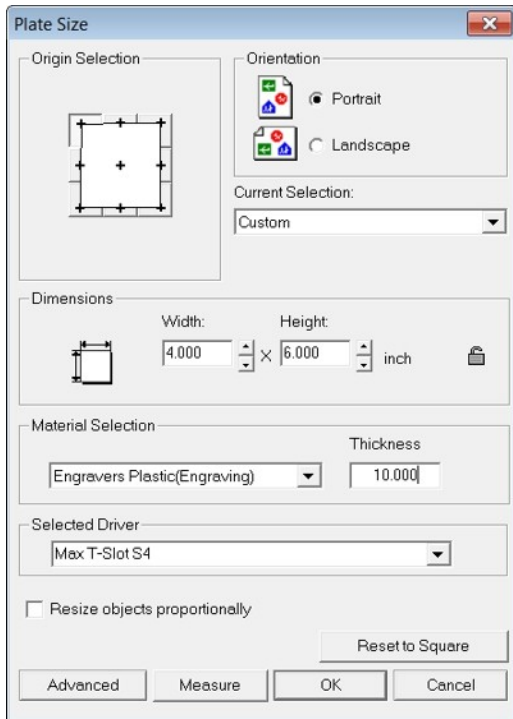 Plate Size
Origin Selection
Orientation
Portrait
Landscape
Current Selection:
Custom
Dimensions
Width:
Height:
4.000
X
6.000
inch
Material Selection
Thickness
Engravers Plastic(Engraving)
10.000
Selected Driver
Max T-Slot S4
Resize objects proportionally
Reset to Square
Advanced
Measure
OK
Cancel